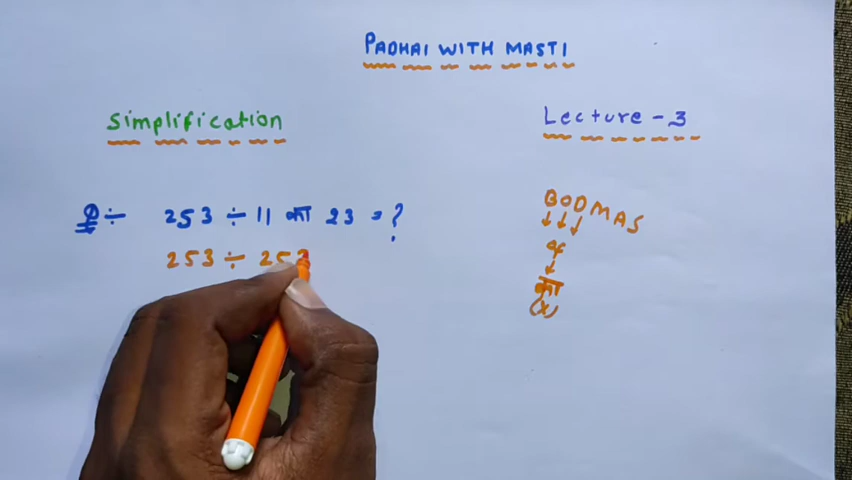 PADHAI WITH MASTI
Simplification
Lecture - 3
Q÷ 253 ÷ 11 का 23 = ?
253 ÷ 253
BODMAS
of
का
(x)